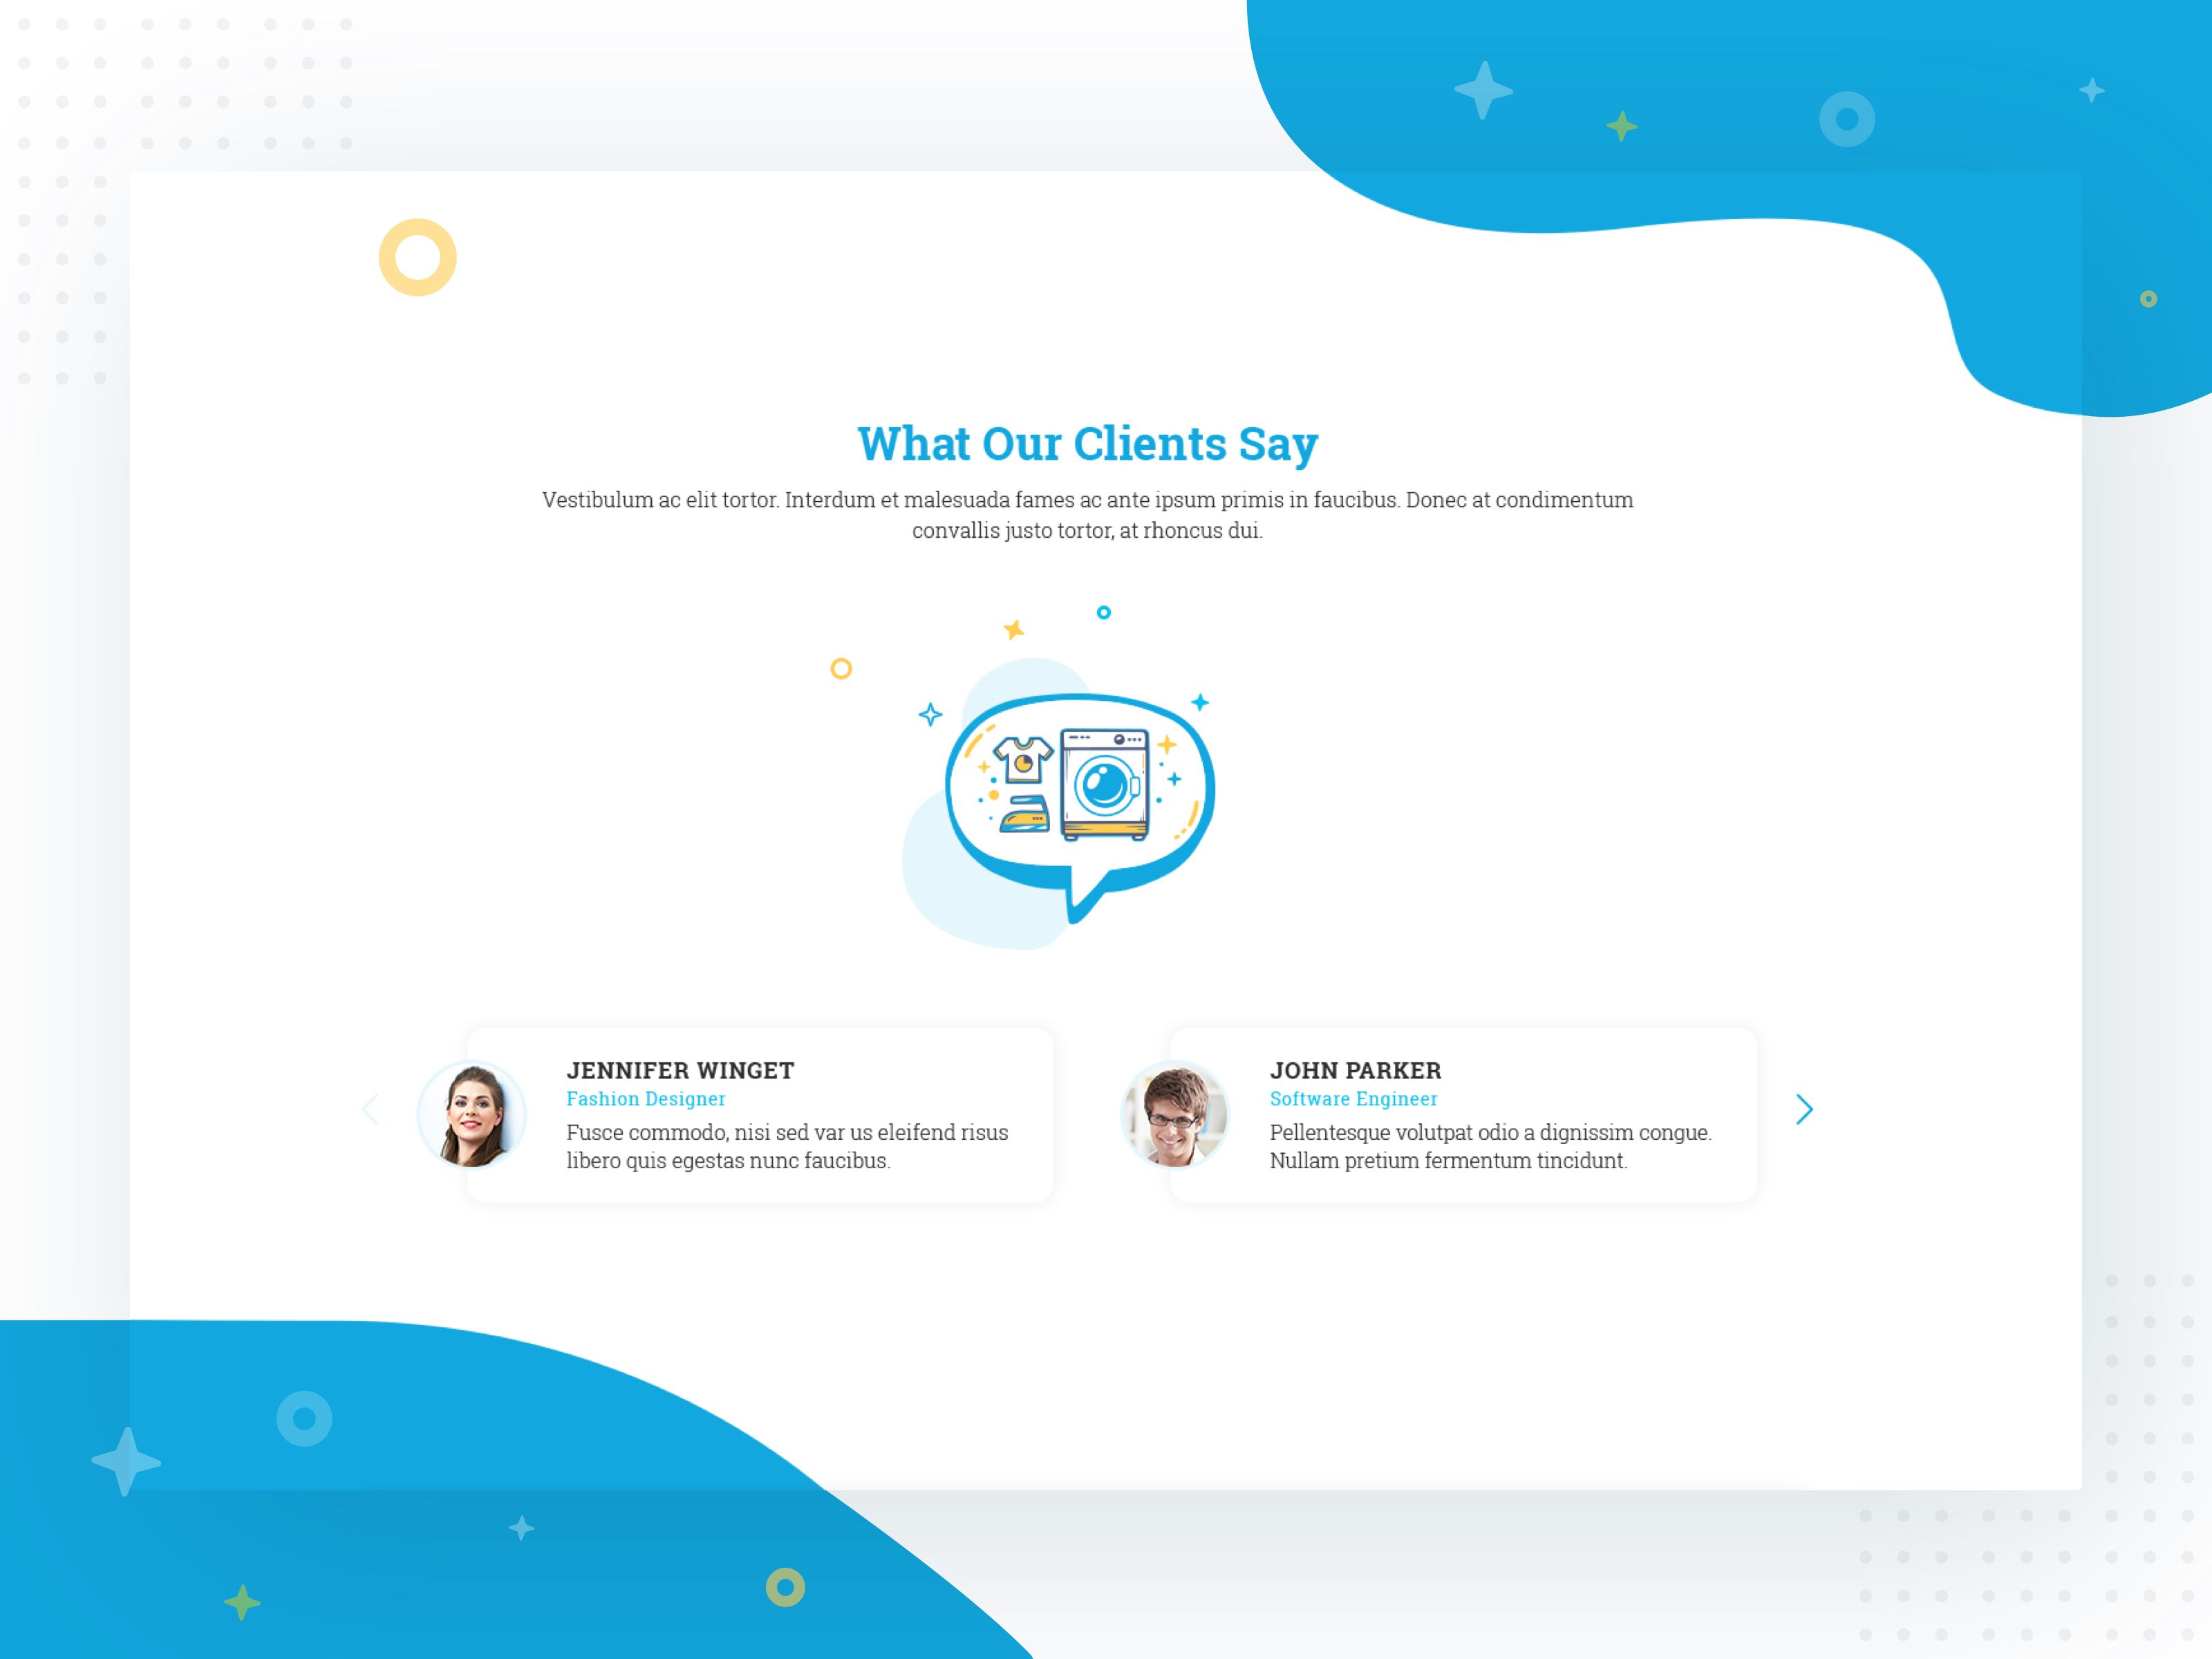 What Our Clients Say
Vestibulum ac elit tortor. Interdum et malesuada fames ac ante ipsum primis in faucibus. Donec at condimentum
convallis justo tortor, at rhoncus dui.
JENNIFER WINGET
Fashion Designer
Fusce commodo, nisi sed var us eleifend risus
libero quis egestas nunc faucibus.
JOHN PARKER
Software Engineer
Pellentesque volutpat odio a dignissim congue.
Nullam pretium fermentum tincidunt.